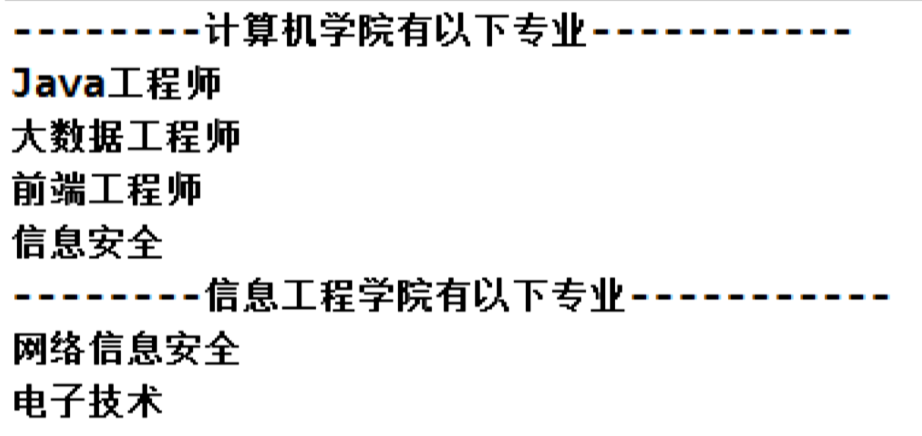 --------计算机学院有以下专业-----------
Java工程师
大数据工程师
前端工程师
信息安全
--------信息工程学院有以下专业-----------
网络信息安全
电子技术